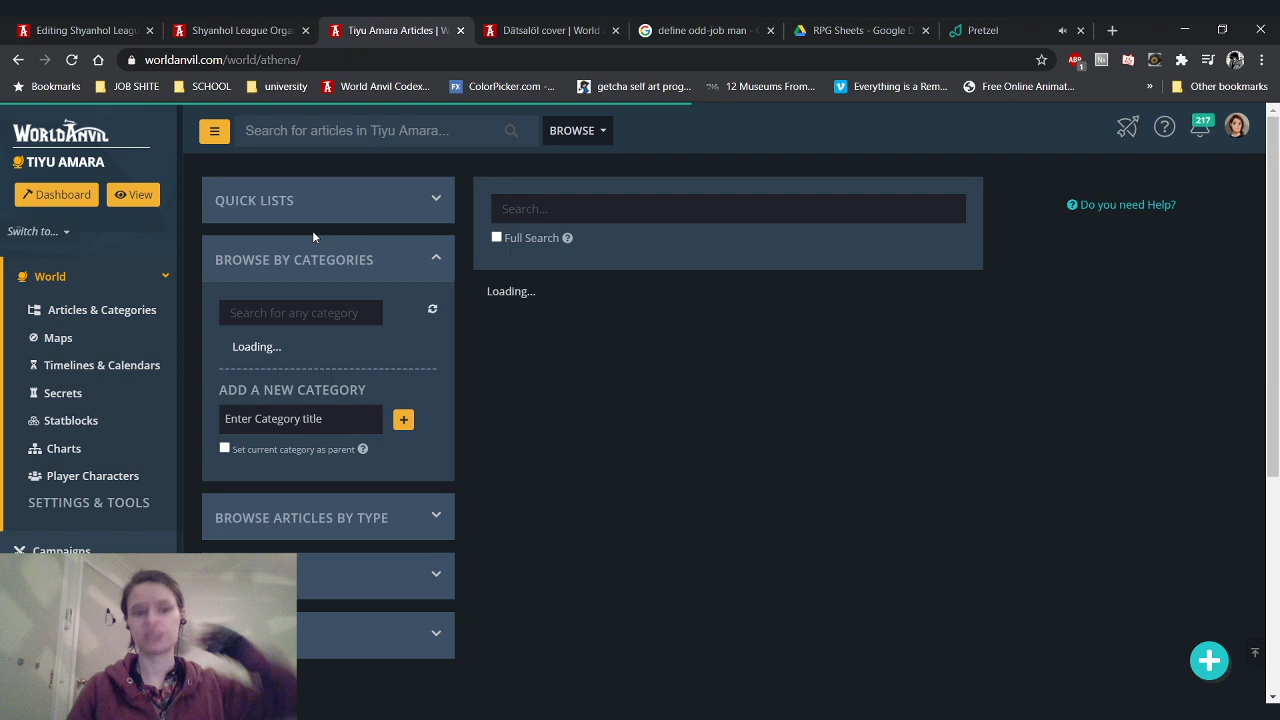 Editing Shyanhol Leagu
Shyanhol League Orga
Tiyu Amara Articles | W
Dätsalöl cover | World
define odd-job man -
RPG Sheets - Google D
Pretzel
worldanvil.com/world/athena/
Bookmarks
JOB SHITE
SCHOOL
university
World Anvil Codex...
ColorPicker.com -...
getcha self art prog...
12 Museums From...
Everything is a Rem...
Free Online Animat...
»
Other bookmarks
WORLDANVIL
TIYU AMARA
Dashboard
View
Switch to...
World
Articles & Categories
Maps
Timelines & Calendars
Secrets
Statblocks
Charts
Player Characters
SETTINGS & TOOLS
Campaigns
Search for articles in Tiyu Amara...
BROWSE
217
QUICK LISTS
BROWSE BY CATEGORIES
Search for any category
Loading...
ADD A NEW CATEGORY
Enter Category title
Set current category as parent
BROWSE ARTICLES BY TYPE
Search...
Full Search
Loading...
Do you need Help?